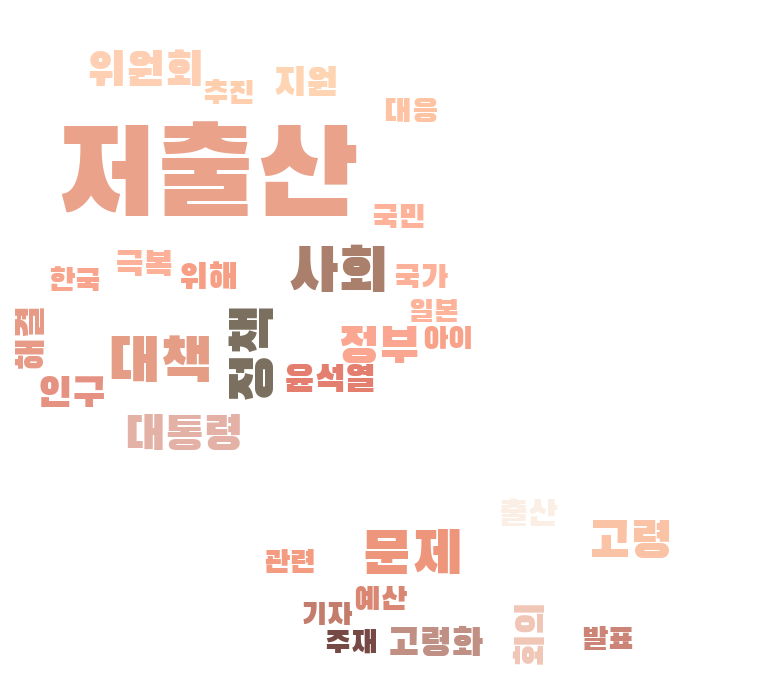 위원회
추진
지원
대응
저출산
국민
한국
극복
위해
사회
국가
일본
해결
대책
정책
정부
아이
인구
윤석열
대통령
출산
고령
관련
문제
예산
기자
주재
고령화
회의
발표